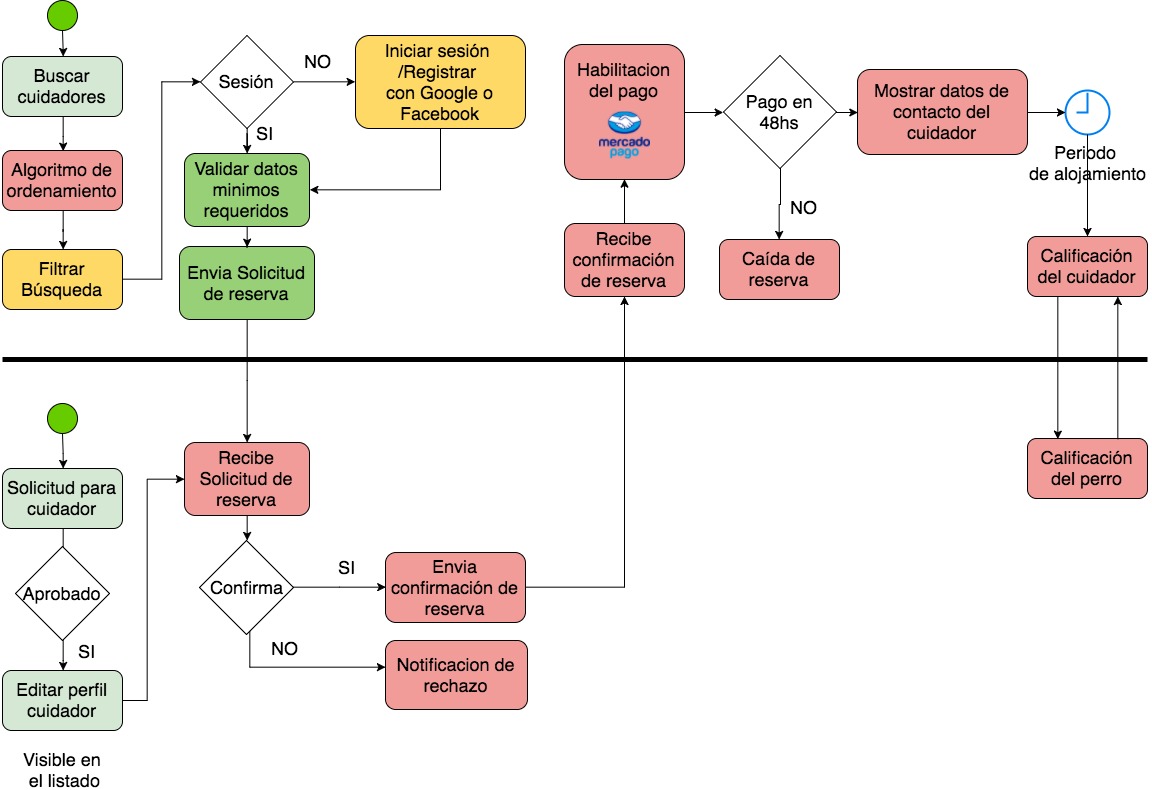 Buscar
cuidadores
Algoritmo de
ordenamiento
Filtrar
Búsqueda
Sesión
NO
SI
Iniciar sesión
/Registrar
con Google o
Facebook
Validar datos
minimos
requeridos
Envia Solicitud
de reserva
Habilitacion
del pago
mercado
pago
Recibe
confirmación
de reserva
Pago en
48hs
NO
Caída de
reserva
Mostrar datos de
contacto del
cuidador
Periodo
de alojamiento
Calificación
del cuidador
Solicitud para
cuidador
Aprobado
SI
Editar perfil
cuidador
Visible en
el listado
Recibe
Solicitud de
reserva
Confirma
SI
NO
Envia
confirmación de
reserva
Notificacion de
rechazo
Calificación
del perro